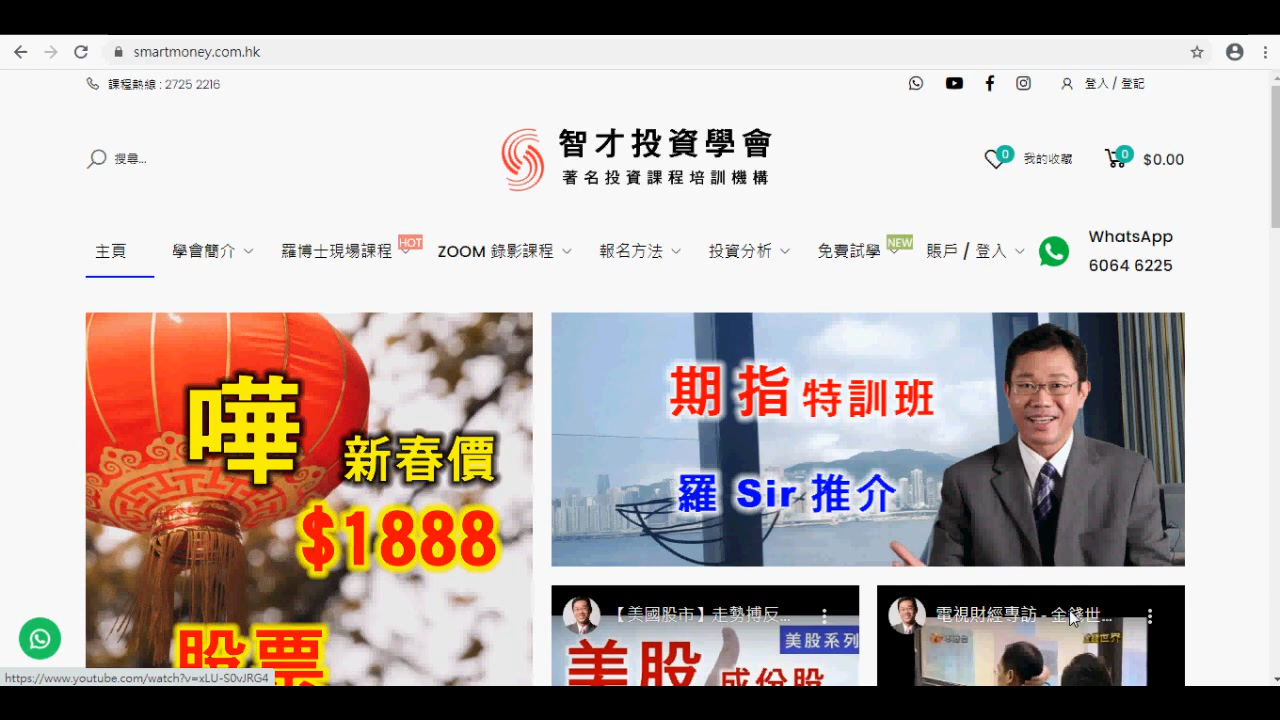 smartmoney.com.hk
課程熱線 : 2725 2216
登入 / 登記
搜尋...
智才投資學會
著名投資課程培訓機構
0
我的收藏
0
$0.00
主頁
學會簡介
羅博士現場課程
HOT
ZOOM 錄影課程
報名方法
投資分析
免費試學
NEW
賬戶 / 登入
WhatsApp
6064 6225
嘩 新春價
$1888
股票
期指 特訓班
羅 Sir 推介
【美國股市】走勢搏反...
美股系列
美股 成份股
電視財經專訪 - 金錢世...
金錢世界
https://www.youtube.com/watch?v=xLU-S0vJRG4